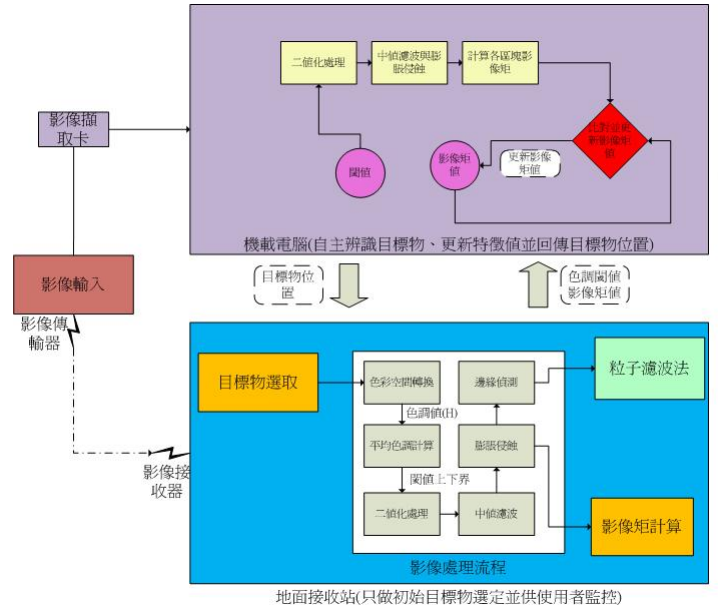 二值化處理
中值濾波與膨
脹侵蝕
計算各區塊影
像矩
影像擷
取卡
比對並更
新影像矩
值
閾值
影像矩
值
更新影像
矩值
機載電腦(自主辨識目標物、更新特徵值並回傳目標物位置)
影像輸入
目標物位
置
色調閾值
影像矩值
影像傳
輸器
目標物選取
色彩空間轉換
邊緣偵測
粒子濾波法
色調值(H)
平均色調計算
膨脹侵蝕
影像接
收器
閾值上下界
二值化處理
中值濾波
影像矩計算
影像處理流程
地面接收站(只做初始目標物選定並供使用者監控)